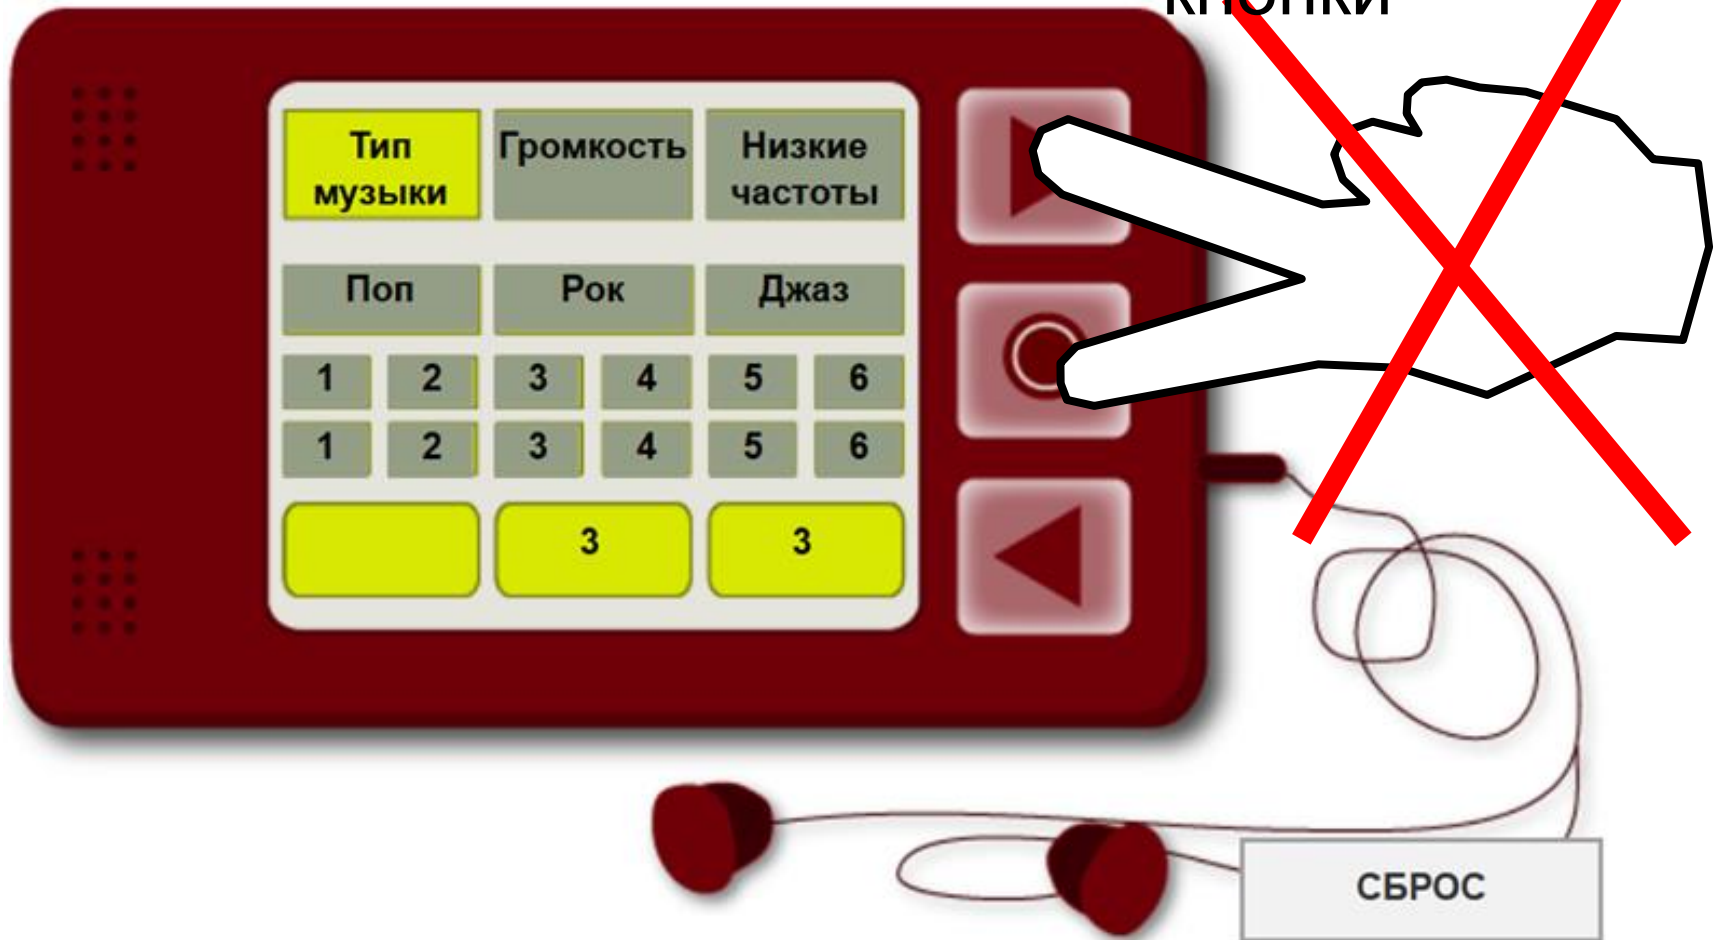 кнопки
Тип музыки
Громкость
Низкие частоты
Поп Рок Джаз
1 2 3 4 5 6
1 2 3 4 5 6
3 3
СБРОС